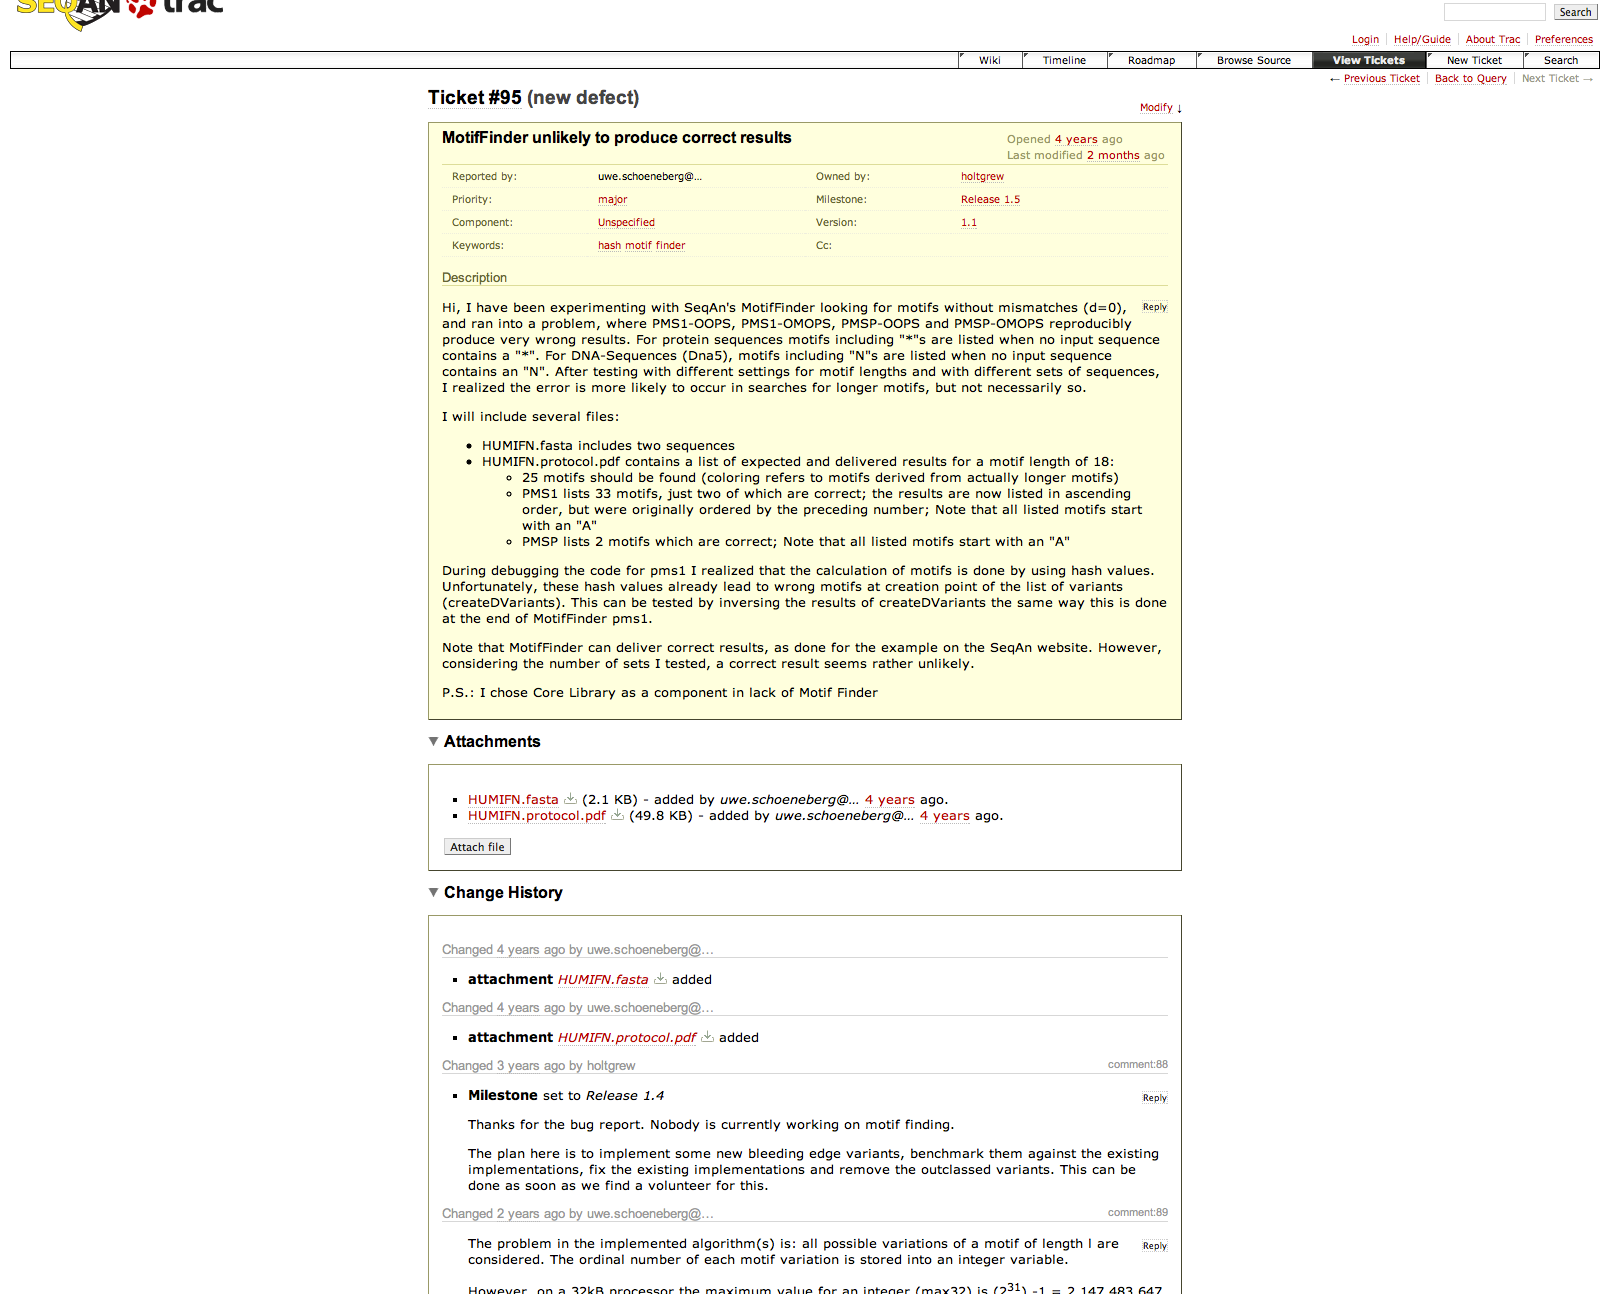 SEQAN trac
Search
Login Help/Guide About Trac Preferences
Wiki Timeline Roadmap Browse Source View Tickets New Ticket Search
← Previous Ticket Back to Query Next Ticket →
Ticket #95 (new defect)
Modify ↓
MotifFinder unlikely to produce correct results
Opened 4 years ago
Last modified 2 months ago
Reported by: uwe.schoeneberg@… Owned by: holtgrew
Priority: major Milestone: Release 1.5
Component: Unspecified Version: 1.1
Keywords: hash motif finder Cc:
Description
Reply
Hi, I have been experimenting with SeqAn's MotifFinder looking for motifs without mismatches (d=0),
and ran into a problem, where PMS1-OOPS, PMS1-OMOPS, PMSP-OOPS and PMSP-OMOPS reproducibly
produce very wrong results. For protein sequences motifs including "*"s are listed when no input sequence
contains a "*". For DNA-Sequences (Dna5), motifs including "N"s are listed when no input sequence
contains an "N". After testing with different settings for motif lengths and with different sets of sequences,
I realized the error is more likely to occur in searches for longer motifs, but not necessarily so.
I will include several files:
• HUMIFN.fasta includes two sequences
• HUMIFN.protocol.pdf contains a list of expected and delivered results for a motif length of 18:
◦ 25 motifs should be found (coloring refers to motifs derived from actually longer motifs)
◦ PMS1 lists 33 motifs, just two of which are correct; the results are now listed in ascending
order, but were originally ordered by the preceding number; Note that all listed motifs start
with an "A"
◦ PMSP lists 2 motifs which are correct; Note that all listed motifs start with an "A"
During debugging the code for pms1 I realized that the calculation of motifs is done by using hash values.
Unfortunately, these hash values already lead to wrong motifs at creation point of the list of variants
(createDVariants). This can be tested by inversing the results of createDVariants the same way this is done
at the end of MotifFinder pms1.
Note that MotifFinder can deliver correct results, as done for the example on the SeqAn website. However,
considering the number of sets I tested, a correct result seems rather unlikely.
P.S.: I chose Core Library as a component in lack of Motif Finder
▼ Attachments
▪ HUMIFN.fasta (2.1 KB) - added by uwe.schoeneberg@… 4 years ago.
▪ HUMIFN.protocol.pdf (49.8 KB) - added by uwe.schoeneberg@… 4 years ago.
Attach file
▼ Change History
Changed 4 years ago by uwe.schoeneberg@…
▪ attachment HUMIFN.fasta added
Changed 4 years ago by uwe.schoeneberg@…
▪ attachment HUMIFN.protocol.pdf added
Changed 3 years ago by holtgrew comment:88
▪ Milestone set to Release 1.4
Reply
Thanks for the bug report. Nobody is currently working on motif finding.
The plan here is to implement some new bleeding edge variants, benchmark them against the existing
implementations, fix the existing implementations and remove the outclassed variants. This can be
done as soon as we find a volunteer for this.
Changed 2 years ago by uwe.schoeneberg@… comment:89
Reply
The problem in the implemented algorithm(s) is: all possible variations of a motif of length l are
considered. The ordinal number of each motif variation is stored into an integer variable.
However, on a 32kB processor the maximum value for an integer (max32) is (2^31) -1 = 2 147 483 647